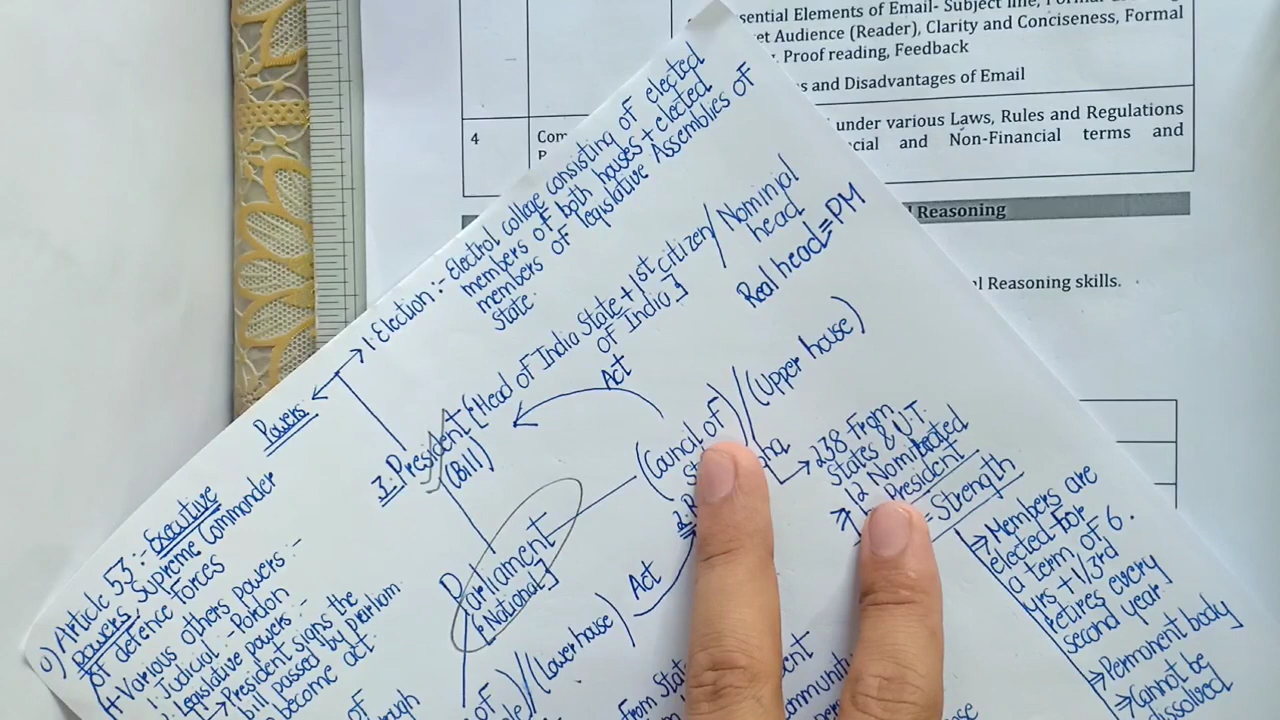 sential Elements of Email- Subject line, Formal
et Audience (Reader), Clarity and Conciseness, Formal
Proof reading, Feedback
s and Disadvantages of Email
4
Com
under various Laws, Rules and Regulations
cial and Non-Financial terms and
Reasoning
al Reasoning skills.
1. Election :- Electrol college consisting of elected
members of both houses + elected
members of legislative Assemblies of
State.
Powers
3: President [Head of India State + 1st citizen / Nominal
head
of India]
Real head = PM
(Bill)
Act
(Council of
/ (Upper house)
238 from
States & U.T.
12 Nominated
President
= Strength
Parliament
[National]
Act
(lower house)
Members are
elected for
a term of 6
yrs + 1/3rd
retires every
second year
Permanent body
Cannot be
dissolved
Article 53 :- Executive
powers, Supreme Commander
of defence forces
+ Various others powers :-
1. Judicial :- Pardon
2. Legislative powers :-
President signs the
bill passed by parliam
become act.